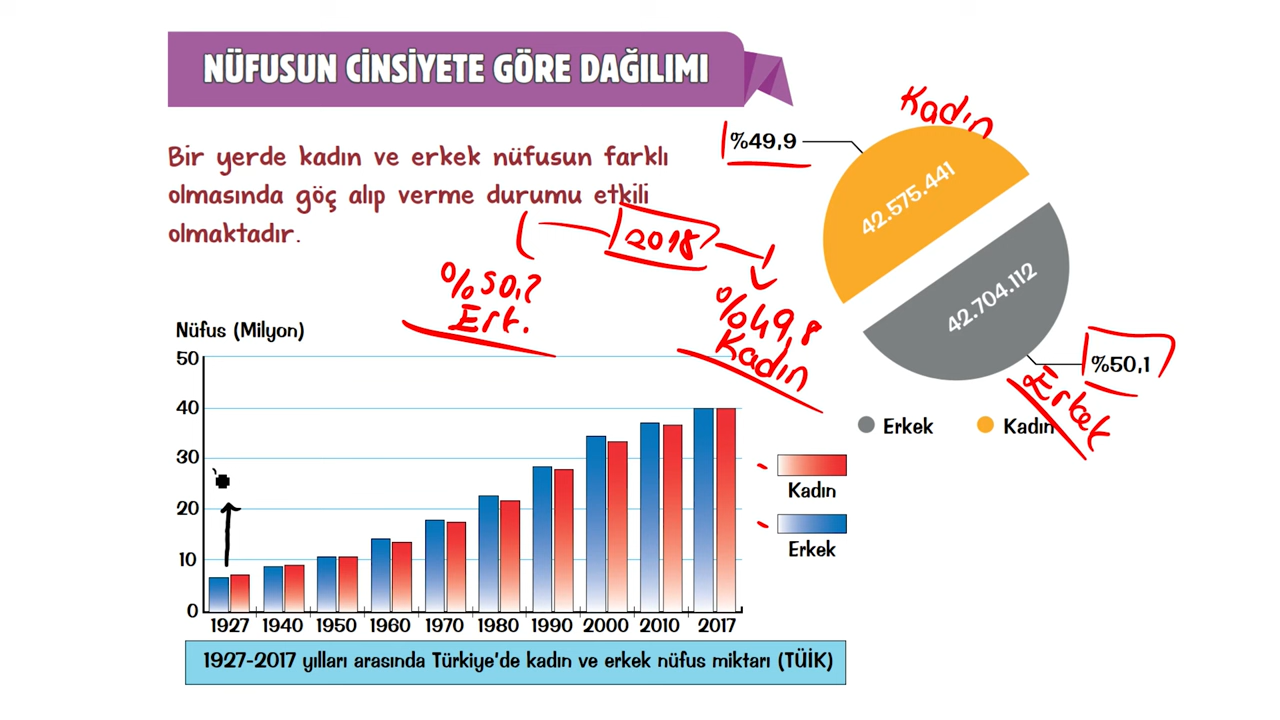 NÜFUSUN CİNSİYETE GÖRE DAĞILIMI
Bir yerde kadın ve erkek nüfusun farklı
olmasında göç alıp verme durumu etkili
olmaktadır.
Kadın
%49,9
42.575.441
42.704.112
%50,1
Erkek
Erkek
Kadın
2018
%50,2
Erk.
%49,8
Kadın
Nüfus (Milyon)
50
40
30
20
10
0
1927 1940 1950 1960 1970 1980 1990 2000 2010 2017
Kadın
Erkek
1927-2017 yılları arasında Türkiye'de kadın ve erkek nüfus miktarı (TÜİK)